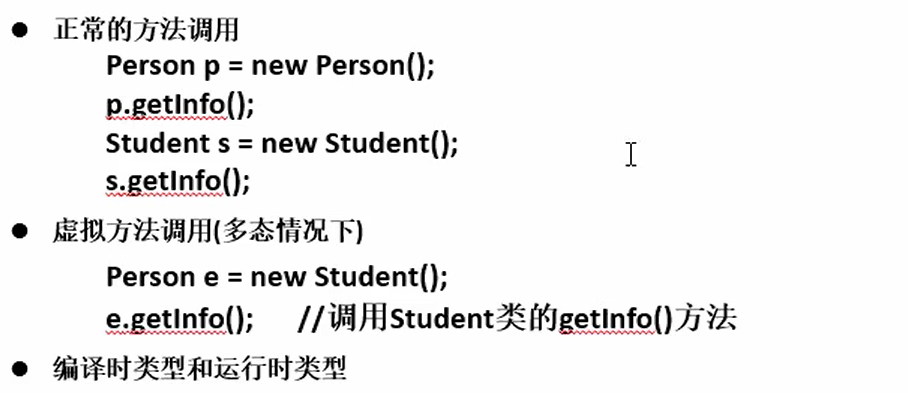 ● 正常的方法调用
Person p = new Person();
p.getInfo();
Student s = new Student();
s.getInfo();
● 虚拟方法调用(多态情况下)
Person e = new Student();
e.getInfo(); //调用Student类的getInfo()方法
● 编译时类型和运行时类型